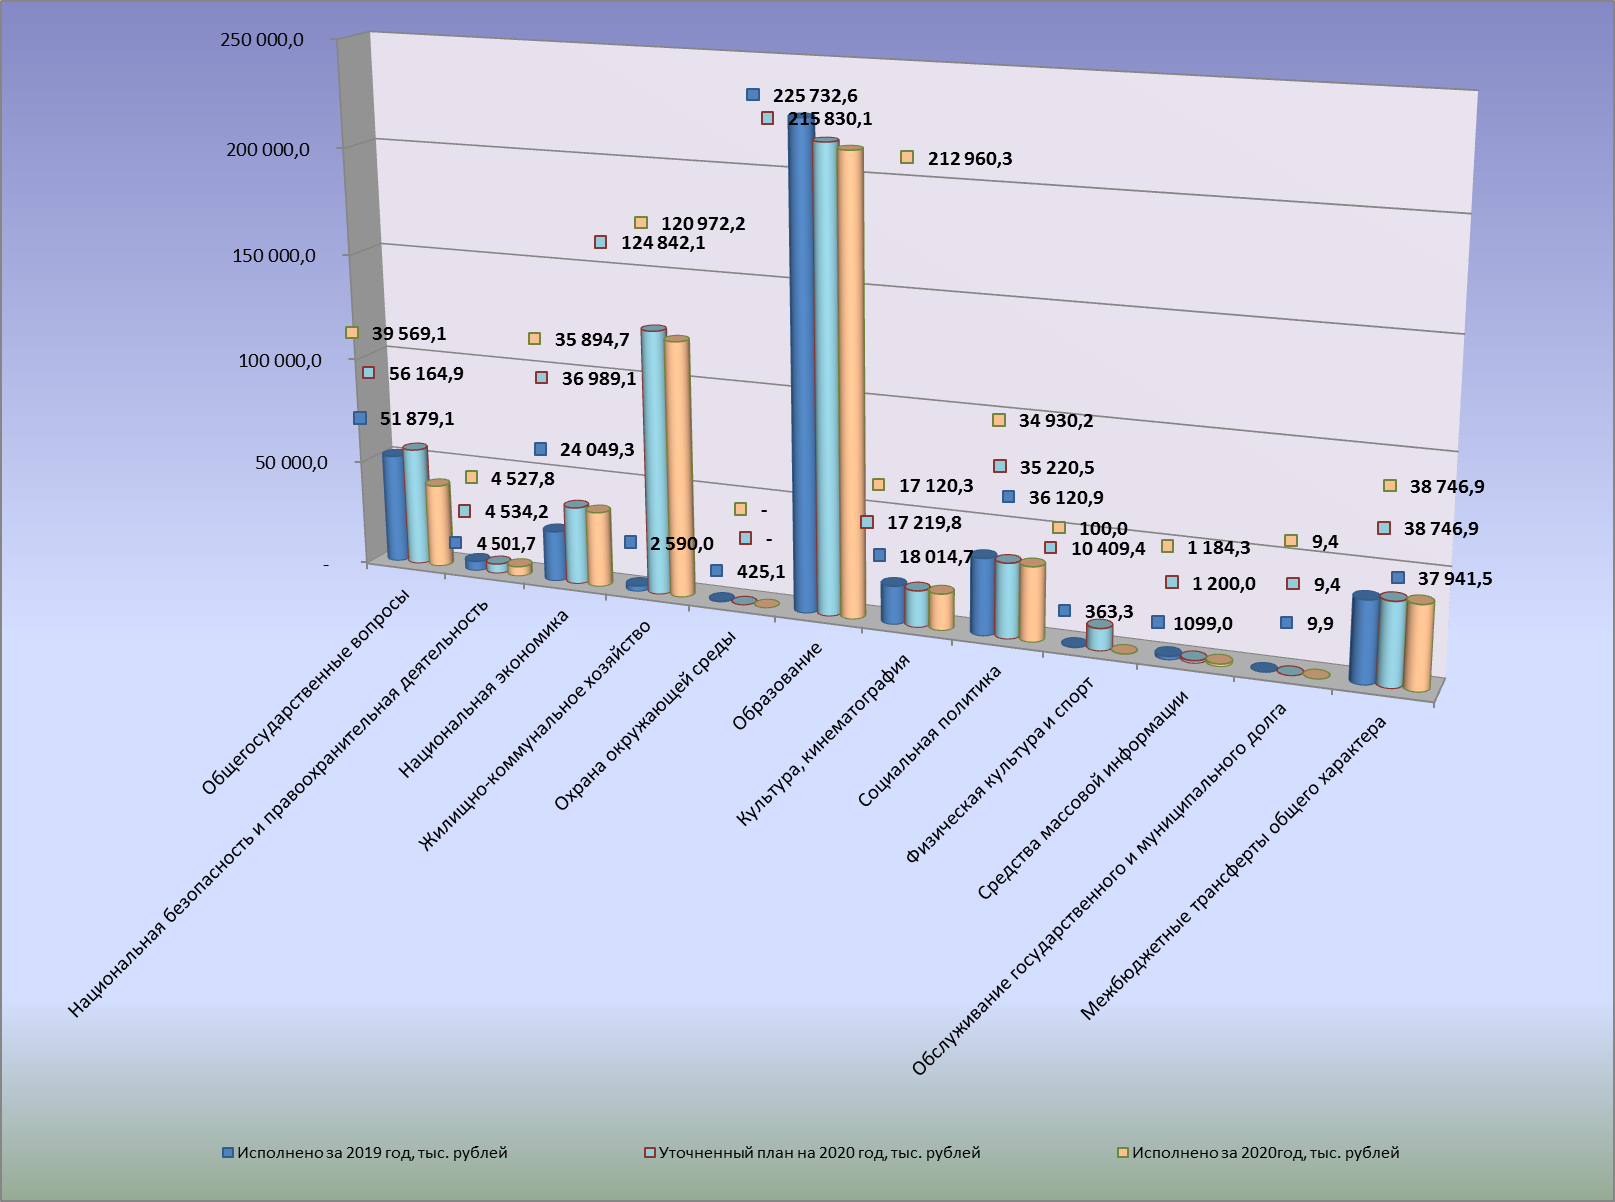 250 000,0
200 000,0
150 000,0
100 000,0
50 000,0
-
39 569,1
56 164,9
51 879,1
4 527,8
4 534,2
4 501,7
35 894,7
36 989,1
24 049,3
120 972,2
124 842,1
2 590,0
-
-
425,1
225 732,6
215 830,1
212 960,3
17 120,3
17 219,8
18 014,7
34 930,2
35 220,5
36 120,9
100,0
10 409,4
363,3
1 184,3
1 200,0
1099,0
9,4
9,4
9,9
38 746,9
38 746,9
37 941,5
Общегосударственные вопросы
Национальная безопасность и правоохранительная деятельность
Национальная экономика
Жилищно-коммунальное хозяйство
Охрана окружающей среды
Образование
Культура, кинематография
Социальная политика
Физическая культура и спорт
Средства массовой информации
Обслуживание государственного и муниципального долга
Межбюджетные трансферты общего характера
Исполнено за 2019 год, тыс. рублей
Уточненный план на 2020 год, тыс. рублей
Исполнено за 2020год, тыс. рублей